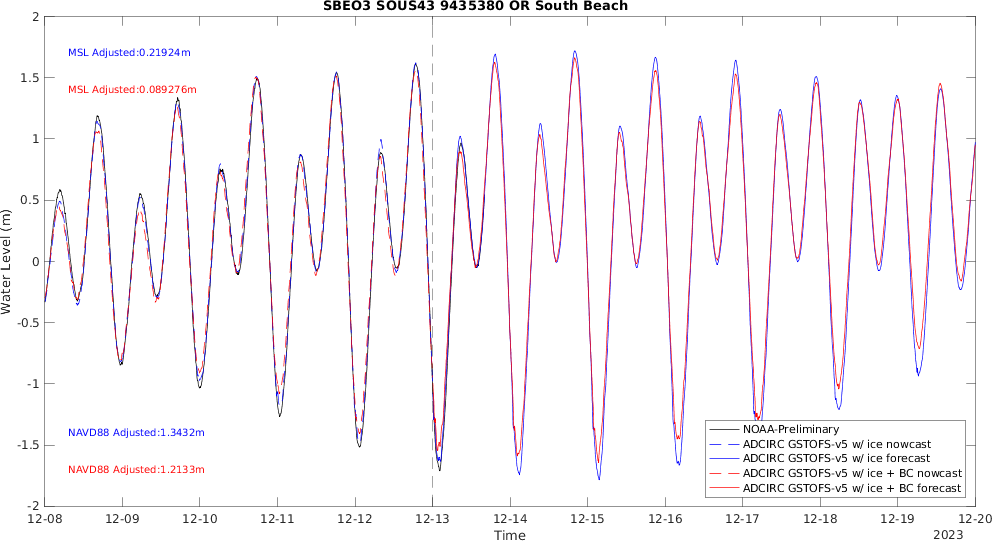 SBEO3 SOUS43 9435380 OR South Beach
2
1.5
1
0.5
0
-0.5
-1
-1.5
-2
Water Level (m)
MSL Adjusted:0.21924m
MSL Adjusted:0.089276m
NAVD88 Adjusted:1.3432m
NAVD88 Adjusted:1.2133m
NOAA-Preliminary
ADCIRC GSTOFS-v5 w/ ice nowcast
ADCIRC GSTOFS-v5 w/ ice forecast
ADCIRC GSTOFS-v5 w/ ice + BC nowcast
ADCIRC GSTOFS-v5 w/ ice + BC forecast
12-08 12-09 12-10 12-11 12-12 12-13 12-14 12-15 12-16 12-17 12-18 12-19 12-20
Time
2023